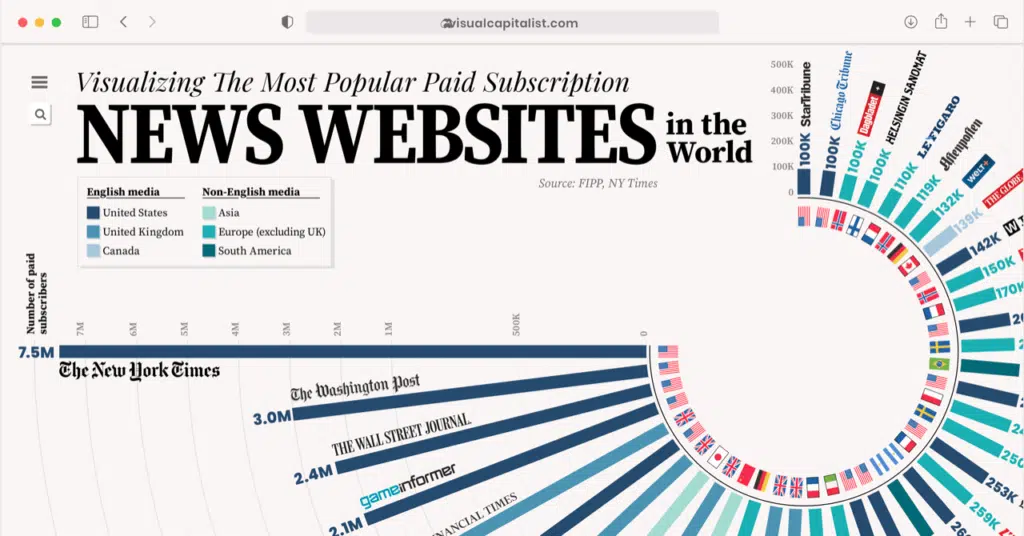 visualcapitalist.com
Visualizing The Most Popular Paid Subscription
NEWS WEBSITES
in the
World
Source: FIPP, NY Times
English media
United States
United Kingdom
Canada
Non-English media
Asia
Europe (excluding UK)
South America
Number of paid
subscribers
7M
6M
5M
4M
3M
2M
1M
500K
0
7.5M
The New York Times
3.0M
The Washington Post
2.4M
THE WALL STREET JOURNAL.
2.1M
gameinformer
FINANCIAL TIMES
500K
400K
300K
200K
100K
0
100K StarTribune
100K Chicago Tribune
100K Dagbladet +
100K HELSINGIN SANOMAT
110K LE FIGARO
119K Aftenposten
132K welt+
139K THE GLOBE
142K W
150K
170K
253K
259K